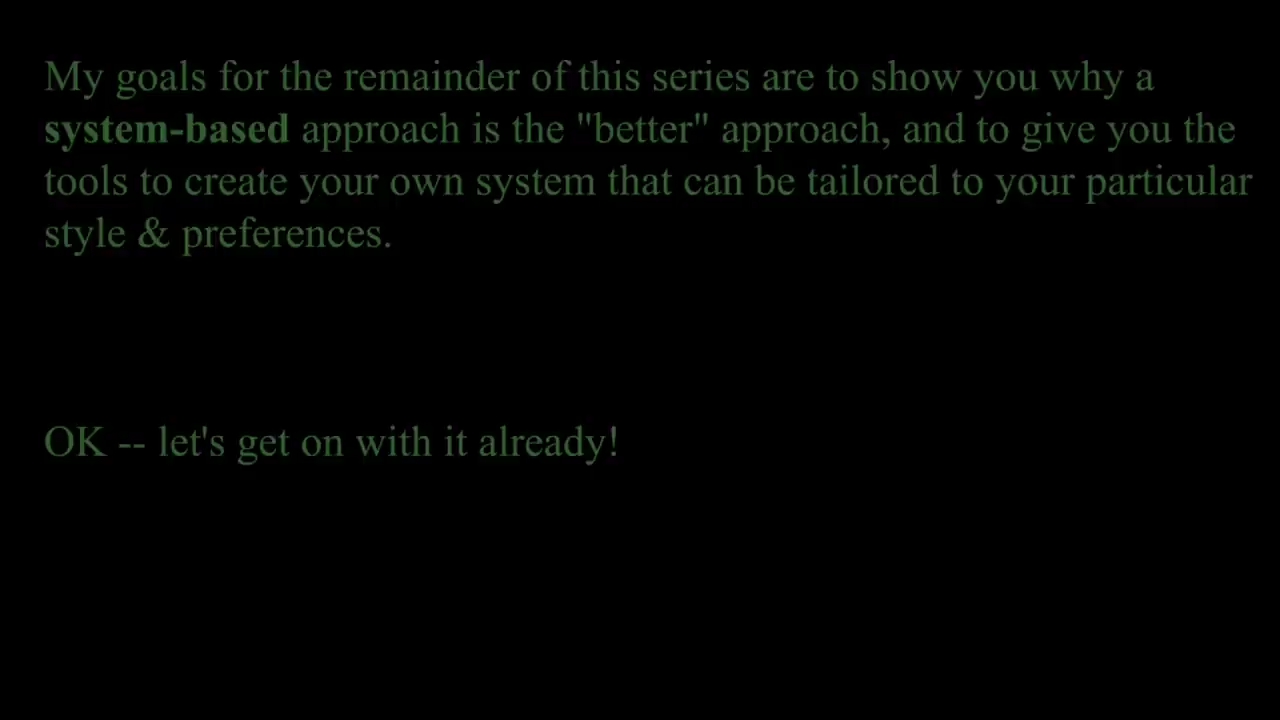 My goals for the remainder of this series are to show you why a
system-based approach is the "better" approach, and to give you the
tools to create your own system that can be tailored to your particular
style & preferences.
OK -- let's get on with it already!